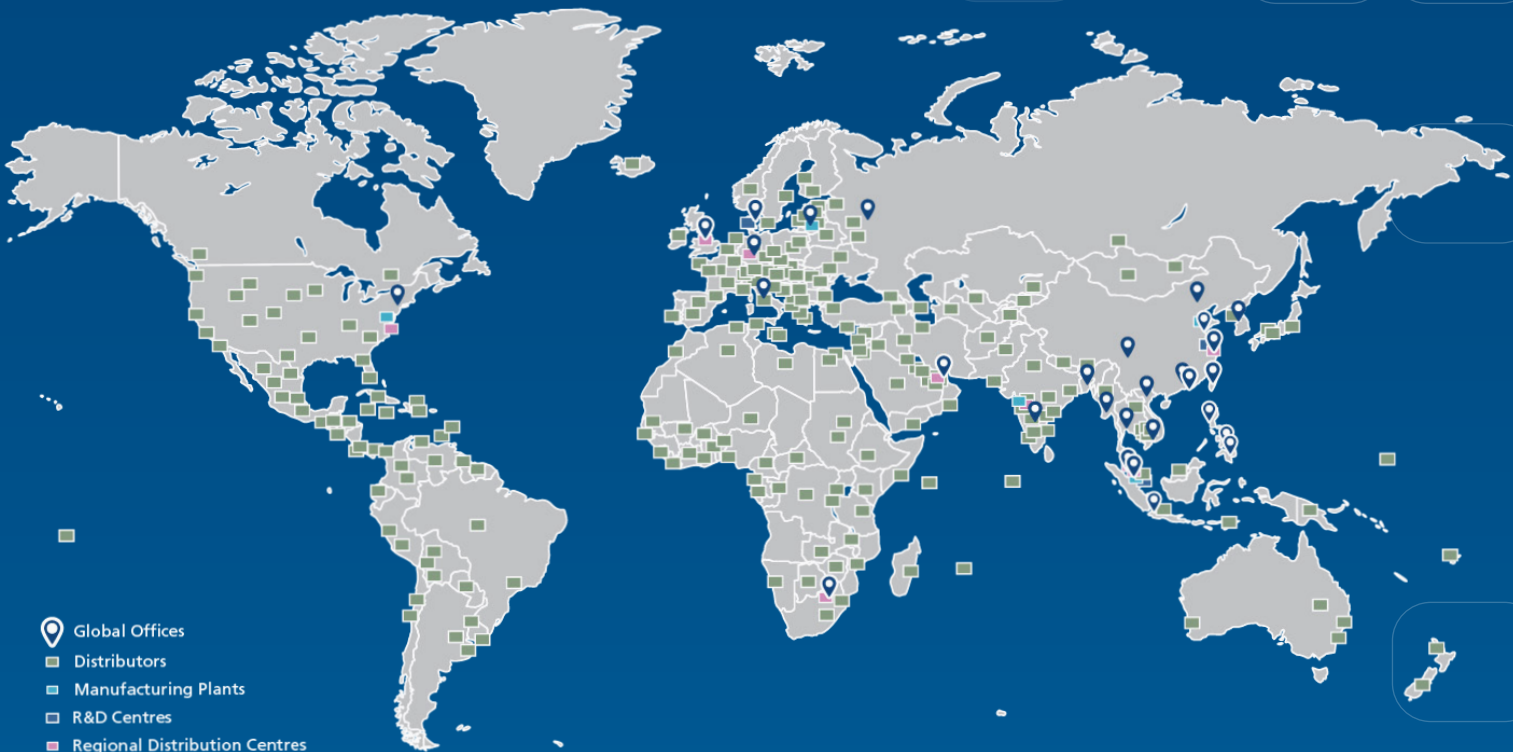 Global Offices
Distributors
Manufacturing Plants
R&D Centres
Regional Distribution Centres